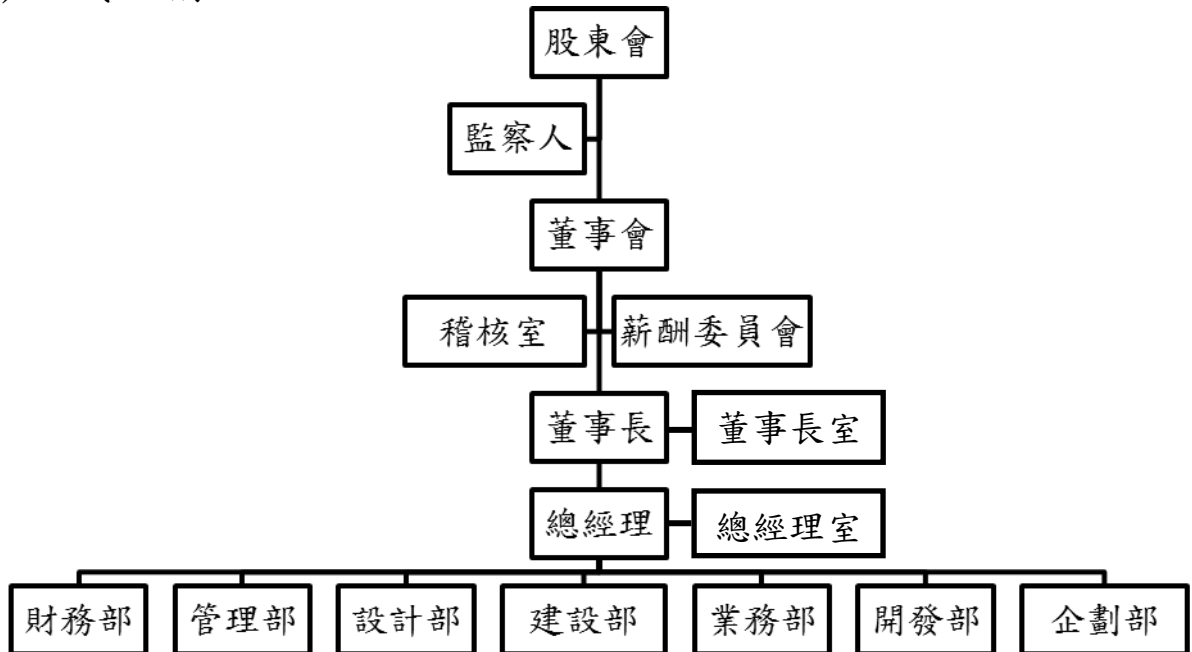 股東會
監察人
董事會
稽核室
薪酬委員會
董事長
董事長室
總經理
總經理室
財務部
管理部
設計部
建設部
業務部
開發部
企劃部